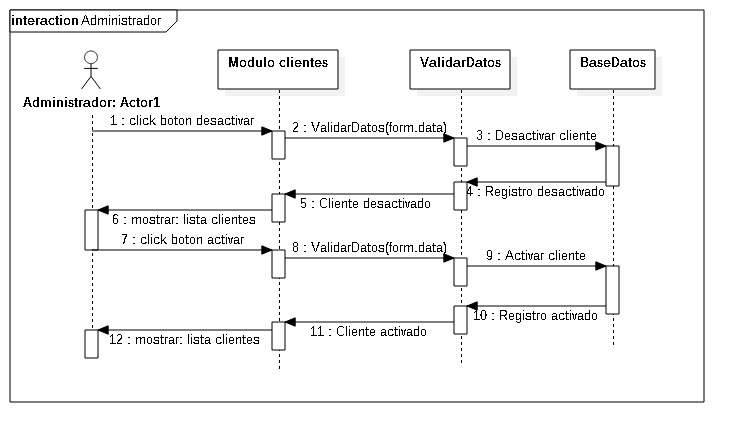 interaction Administrador
Modulo clientes
ValidarDatos
BaseDatos
Administrador: Actor1
1 : click boton desactivar
2 : ValidarDatos(form.data)
3 : Desactivar cliente
4 : Registro desactivado
5 : Cliente desactivado
6 : mostrar: lista clientes
7 : click boton activar
8 : ValidarDatos(form.data)
9 : Activar cliente
10 : Registro activado
11 : Cliente activado
12 : mostrar: lista clientes